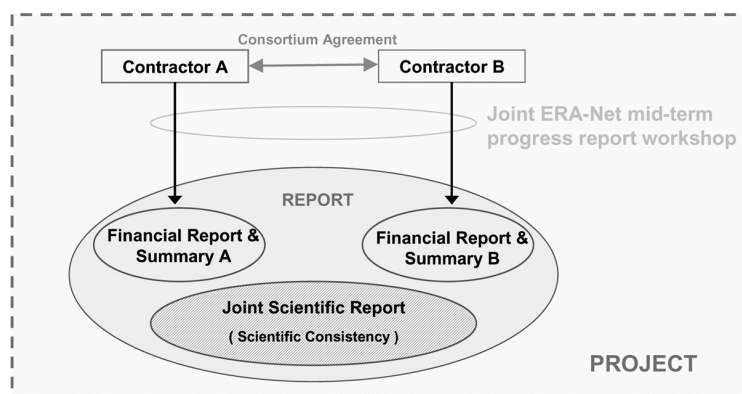 Consortium Agreement
Contractor A
Contractor B
Joint ERA-Net mid-term
progress report workshop
REPORT
Financial Report &
Summary A
Financial Report &
Summary B
Joint Scientific Report
( Scientific Consistency )
PROJECT